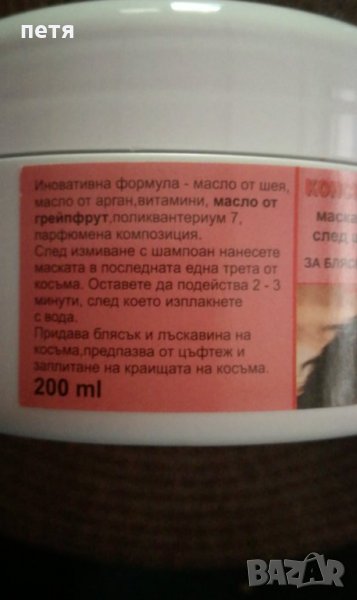 петя
Иновативна формула - масло от шея,
масло от арган,витамини, масло от
грейпфрут,поликвантериум 7,
парфюмена композиция.
След измиване с шампоан нанесете
маската в последната една трета от
косъма. Оставете да подейства 2 - 3
минути, след което изплакнете
с вода.
Придава блясък и лъскавина на
косъма,предпазва от цъфтеж и
заплитане на краищата на косъма.
200 ml
маска
след
ЗА БЛЯСЪ
BAZAR